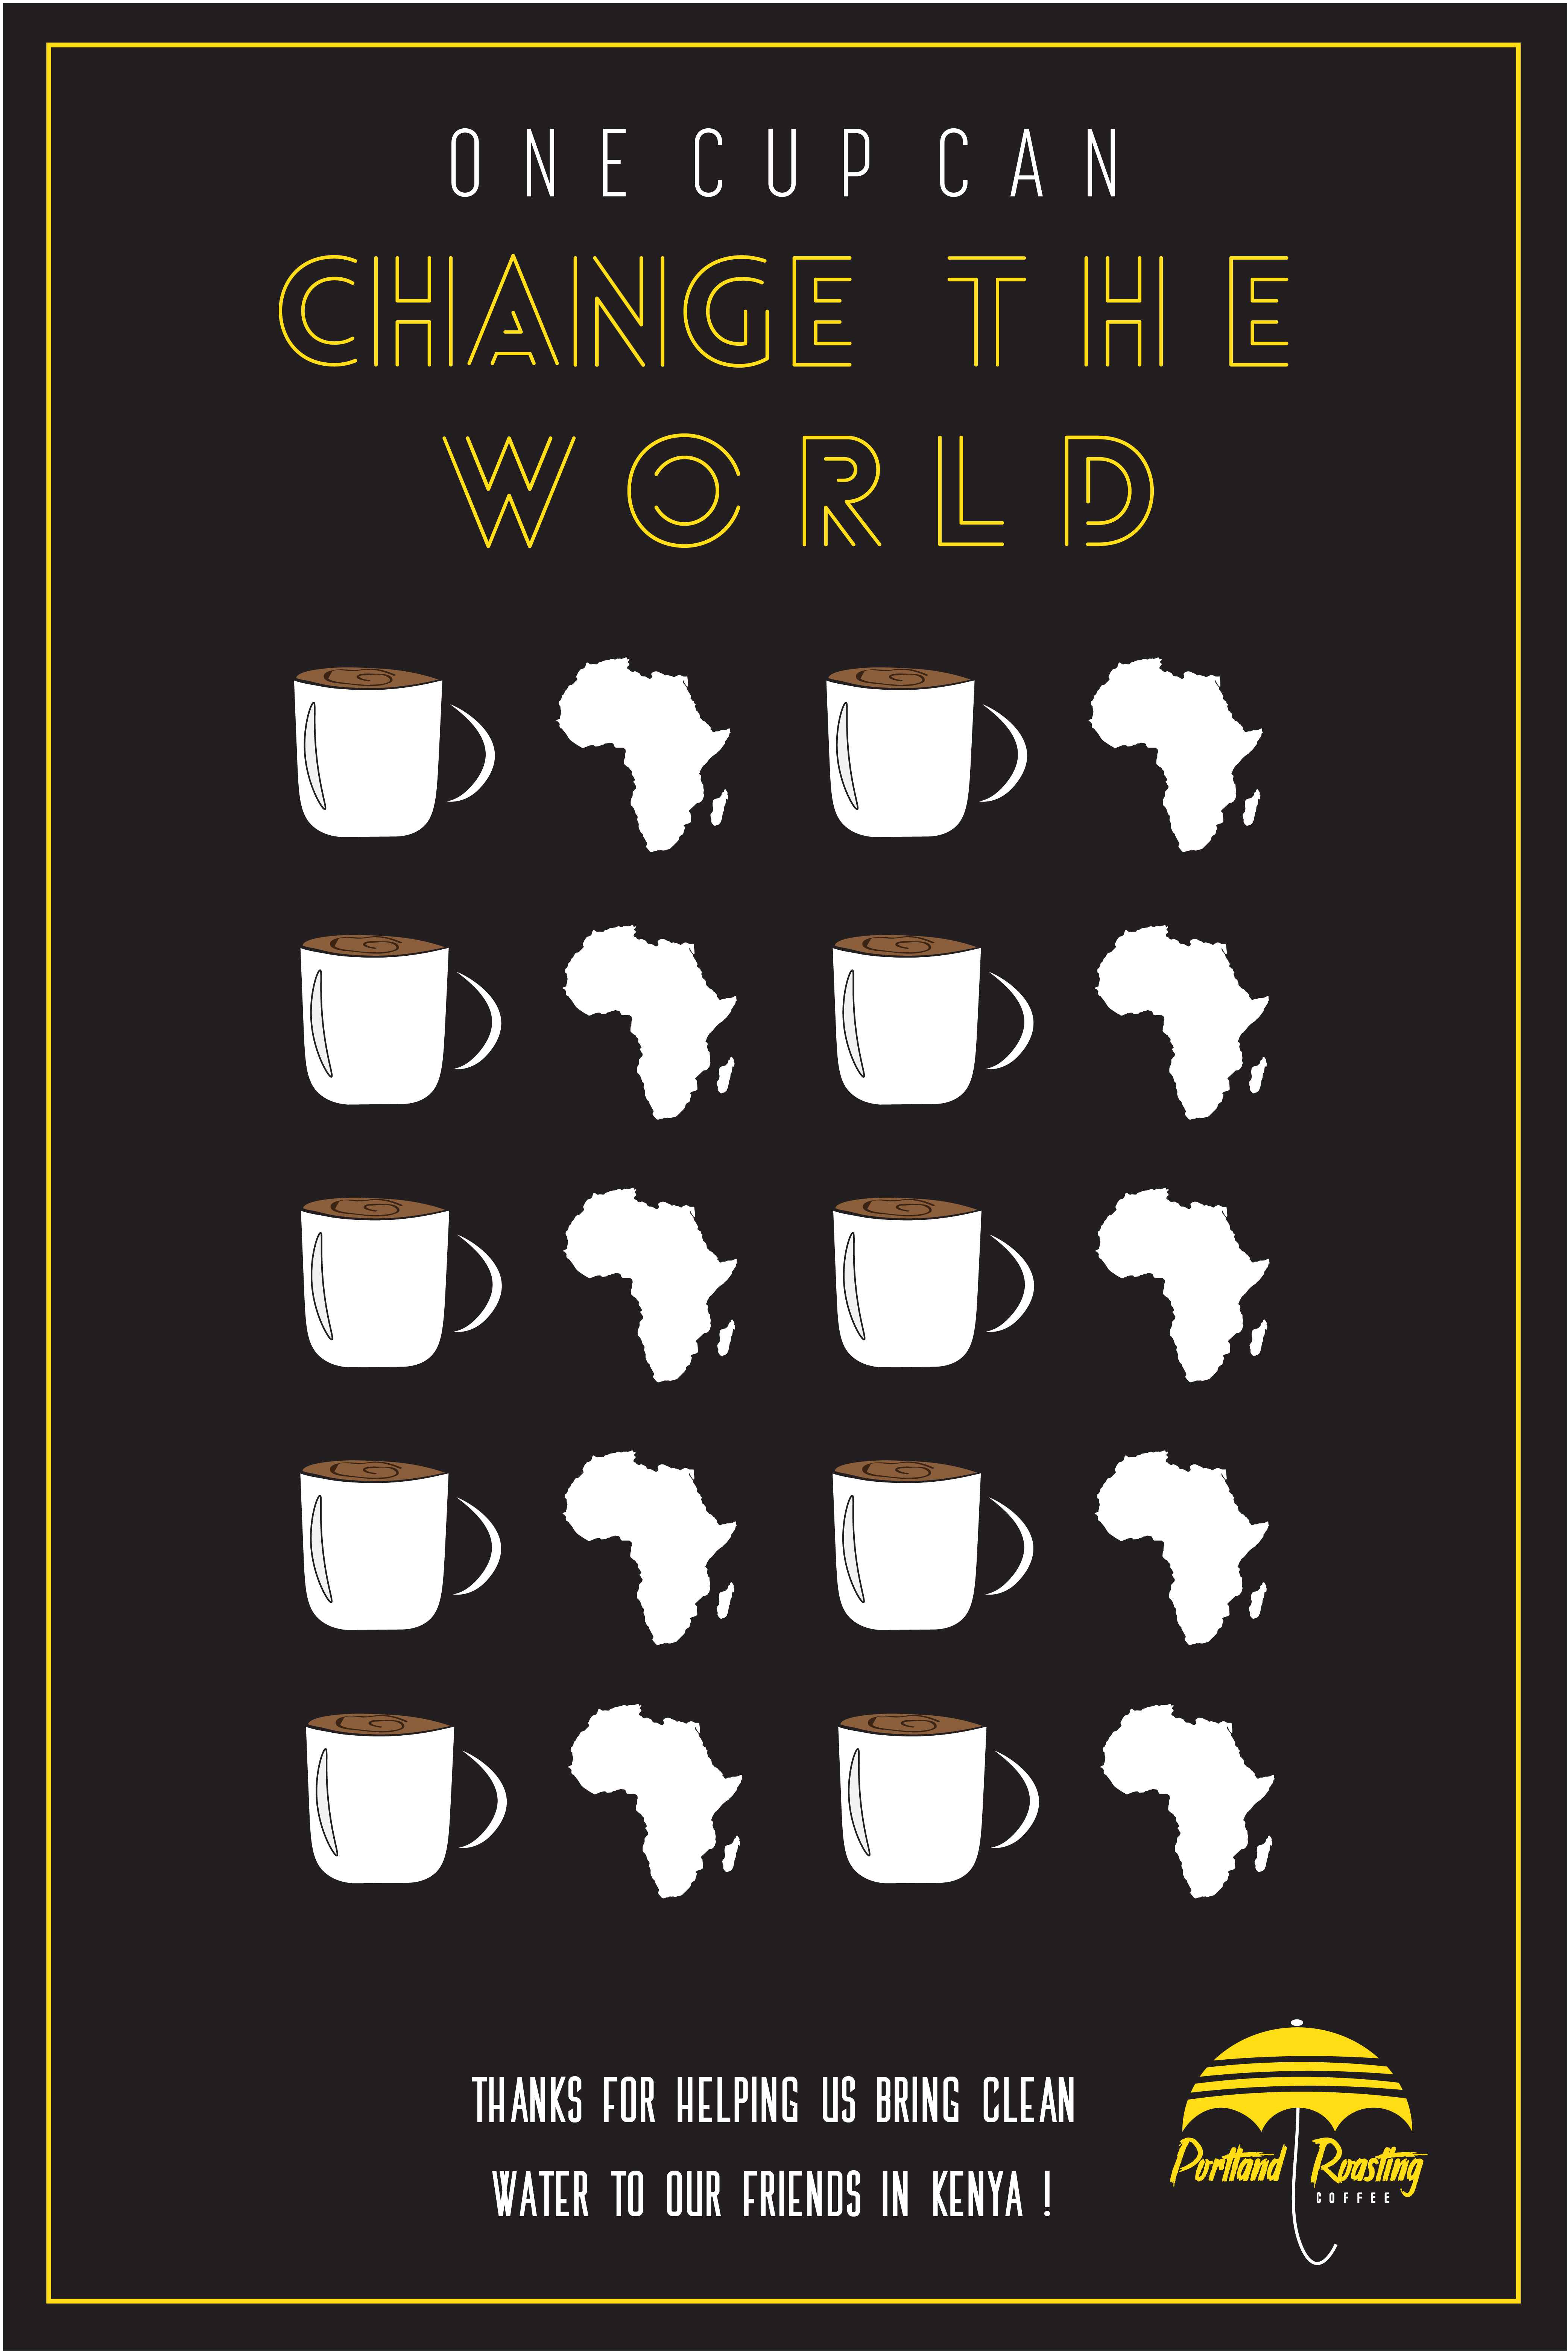 ONE CUP CAN
CHANGE THE
WORLD
THANKS FOR HELPING US BRING CLEAN
WATER TO OUR FRIENDS IN KENYA !
Portland Roasting
COFFEE